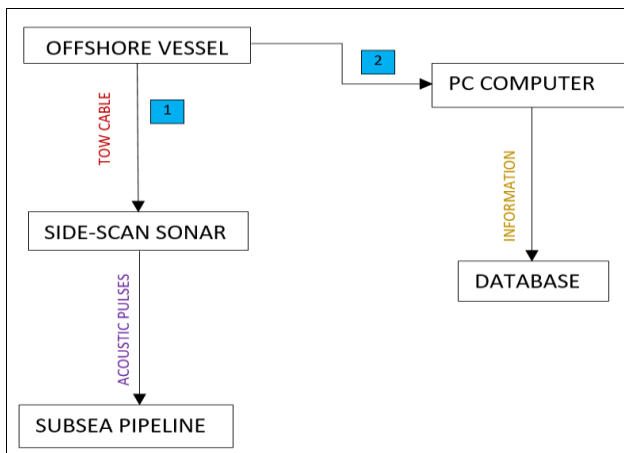 OFFSHORE VESSEL
2
PC COMPUTER
1
TOW CABLE
INFORMATION
SIDE-SCAN SONAR
DATABASE
ACOUSTIC PULSES
SUBSEA PIPELINE